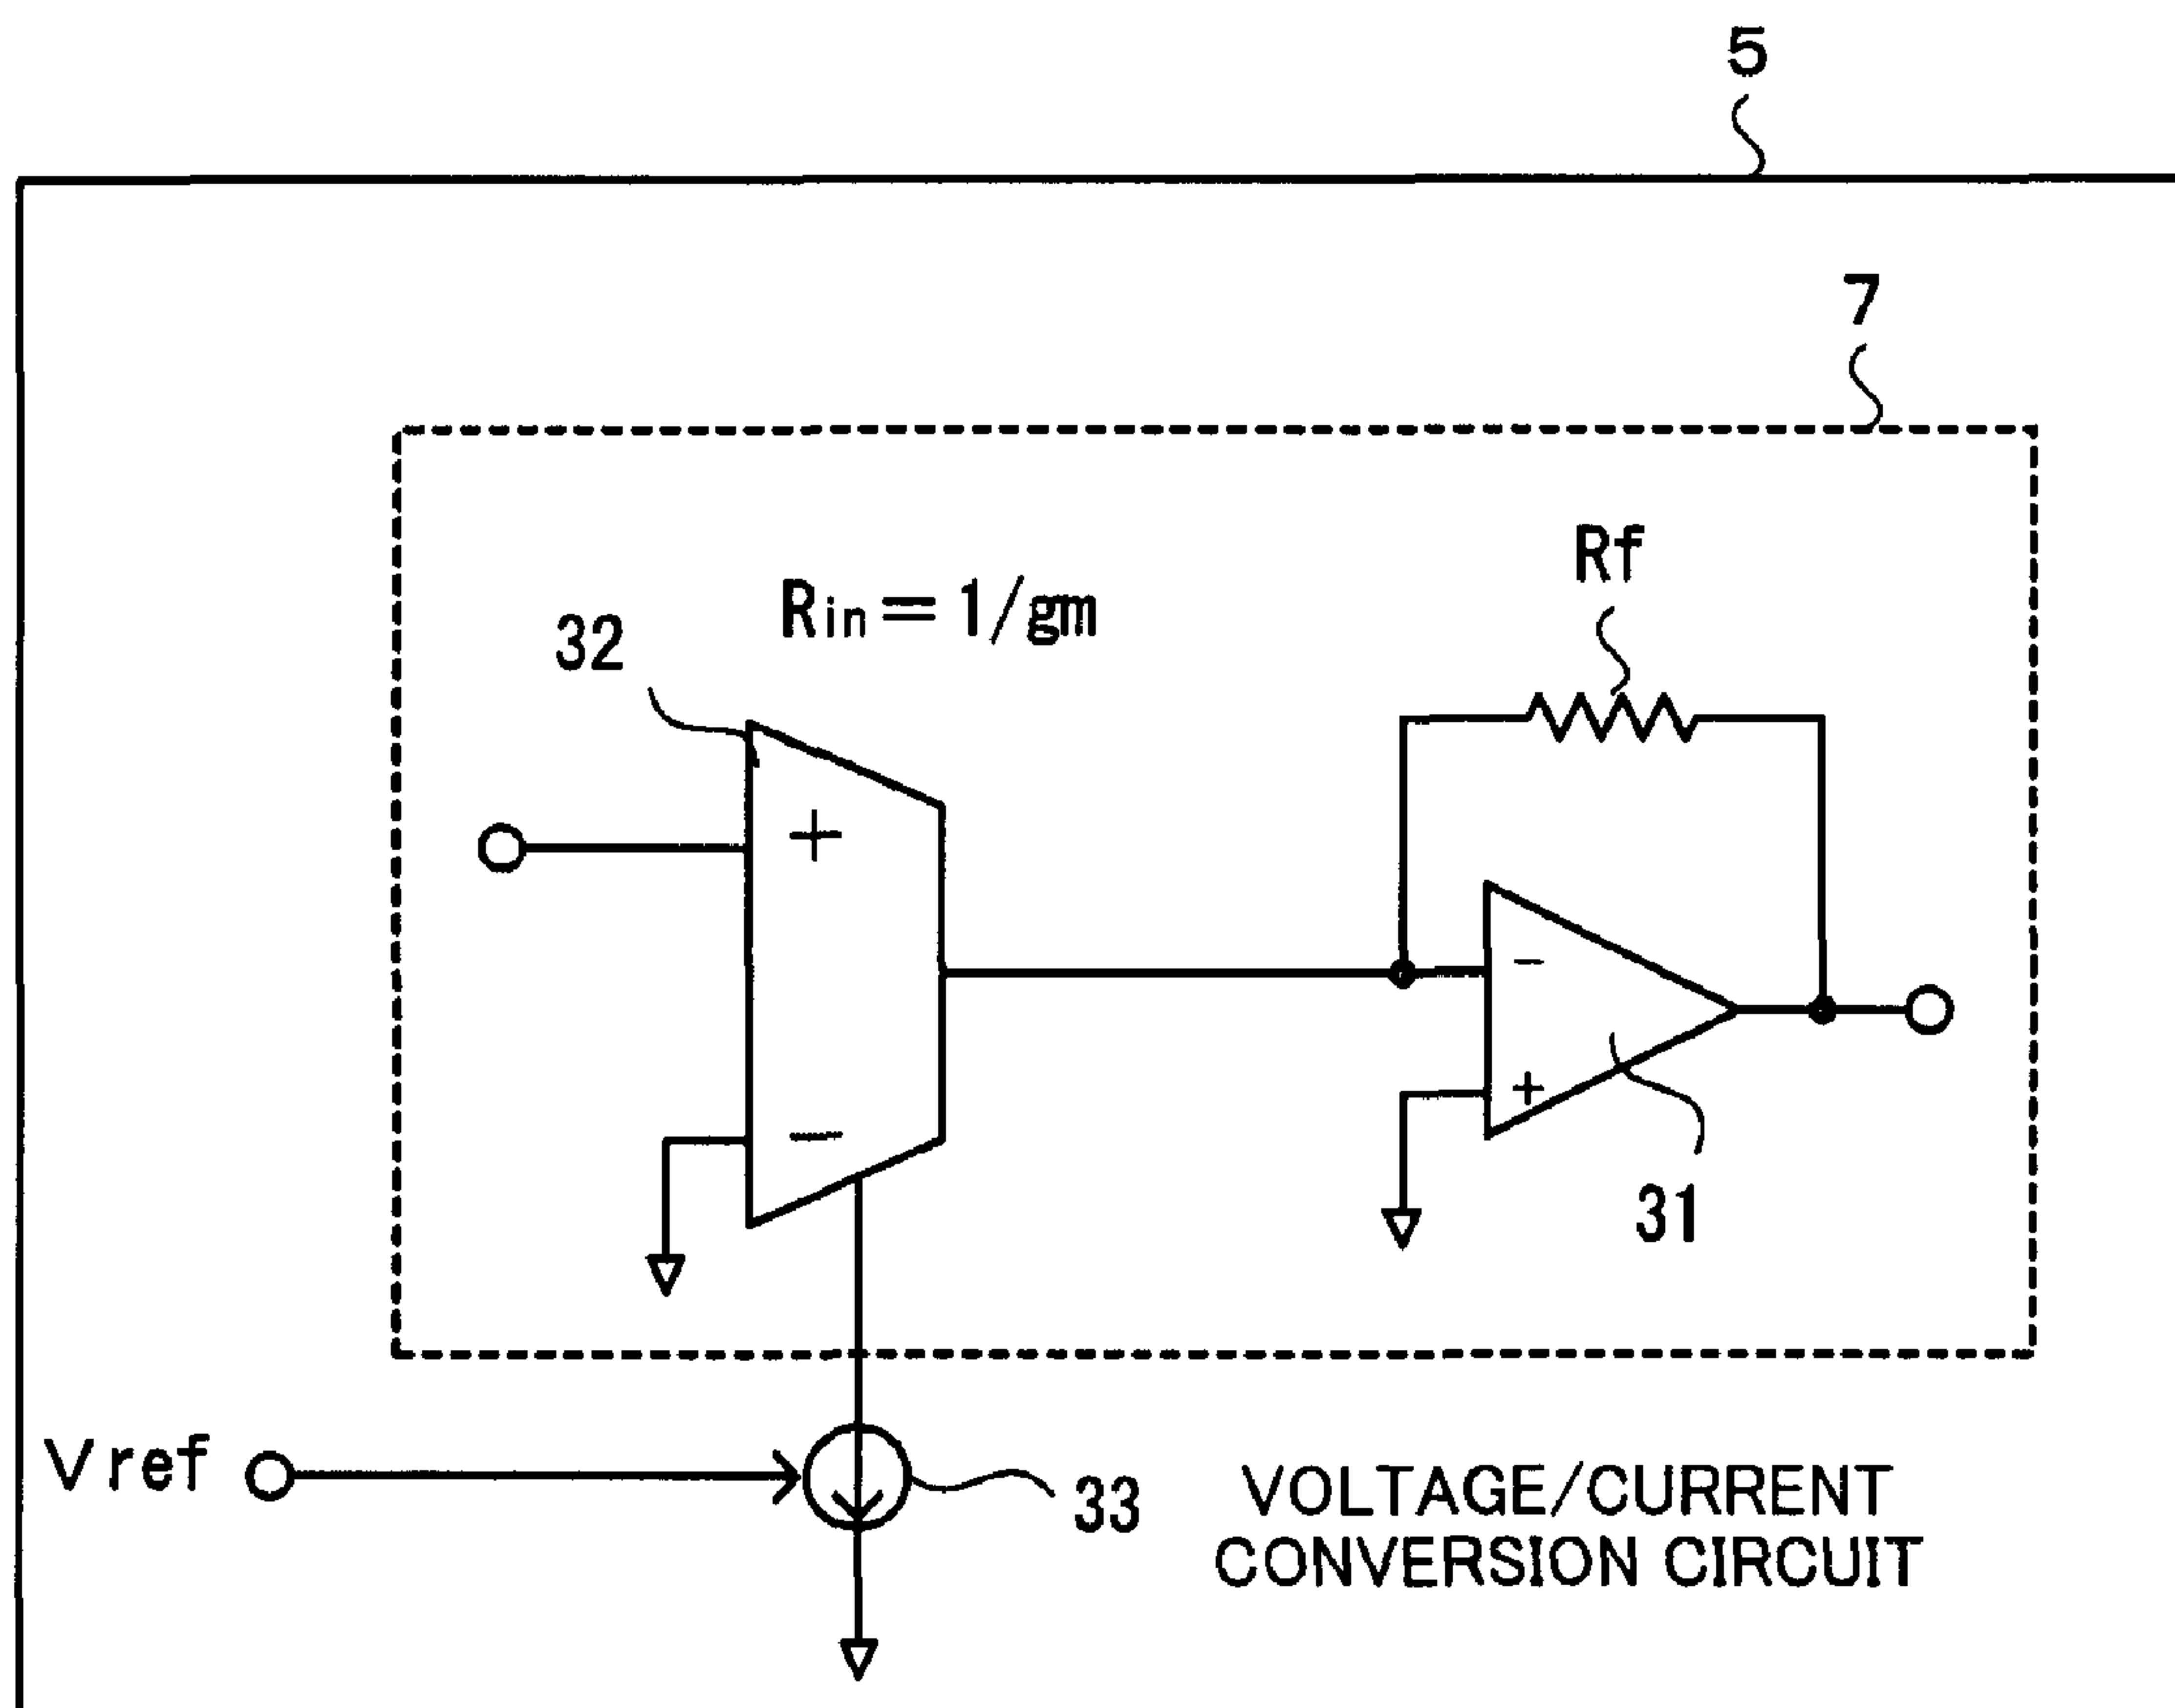 5
7
Rf
Rin=1/gm
32
+
−
−
+
31
Vref
33
VOLTAGE/CURRENT
CONVERSION CIRCUIT